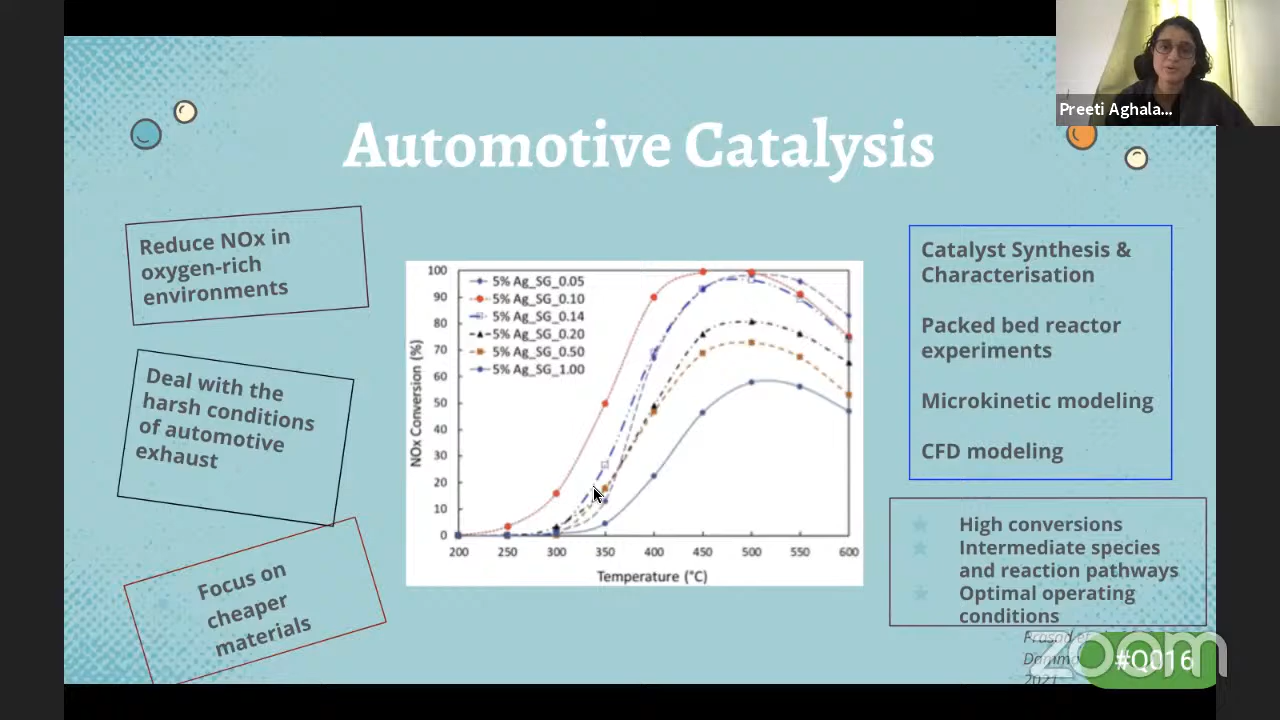 Preeti Aghala...
Automotive Catalysis
Reduce NOx in
oxygen-rich
environments
Deal with the
harsh conditions
of automotive
exhaust
Focus on
cheaper
materials
NOx Conversion (%)
100
90
80
70
60
50
40
30
20
10
0
5% Ag_SG_0.05
5% Ag_SG_0.10
5% Ag_SG_0.14
5% Ag_SG_0.20
5% Ag_SG_0.50
5% Ag_SG_1.00
200 250 300 350 400 450 500 550 600
Temperature (°C)
Catalyst Synthesis &
Characterisation
Packed bed reactor
experiments
Microkinetic modeling
CFD modeling
High conversions
Intermediate species
and reaction pathways
Optimal operating
conditions
Prasad
2021
zoom
#Q016